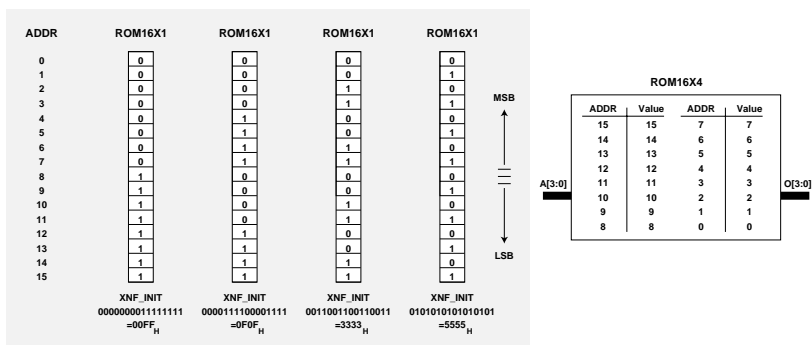 ADDR ROM16X1 ROM16X1 ROM16X1 ROM16X1
0 0 0 0 0
1 0 0 0 1
2 0 0 1 0
3 0 0 1 1
4 0 1 0 0
5 0 1 0 1
6 0 1 1 0
7 0 1 1 1
8 1 0 0 0
9 1 0 0 1
10 1 0 1 0
11 1 0 1 1
12 1 1 0 0
13 1 1 0 1
14 1 1 1 0
15 1 1 1 1
XNF_INIT XNF_INIT XNF_INIT XNF_INIT
0000000011111111 0000111100001111 0011001100110011 0101010101010101
=00FFH =0F0FH =3333H =5555H
MSB
LSB
ROM16X4
ADDR Value ADDR Value
15 15 7 7
14 14 6 6
13 13 5 5
12 12 4 4
11 11 3 3
10 10 2 2
9 9 1 1
8 8 0 0
A[3:0]
O[3:0]